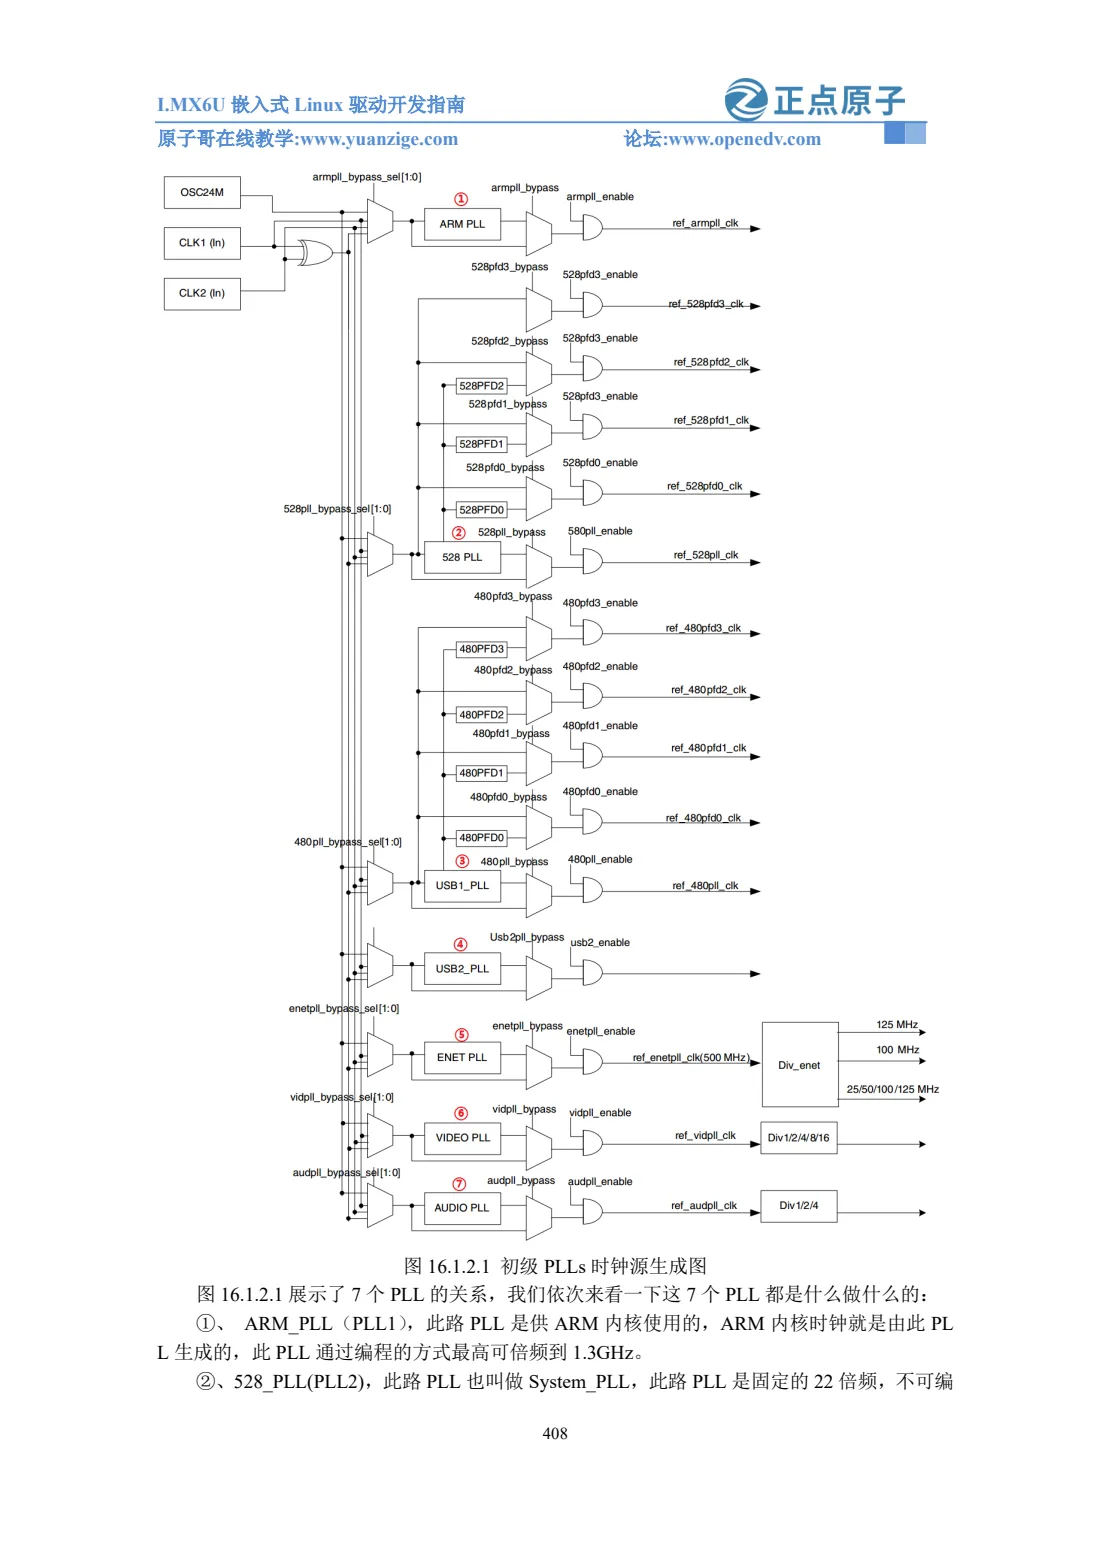 I.MX6U 嵌入式 Linux 驱动开发指南
正点原子
原子哥在线教学:www.yuanzige.com 论坛:www.openedv.com
OSC24M
CLK1 (In)
CLK2 (In)
armpll_bypass_sel[1:0]
①
ARM PLL
armpll_bypass
armpll_enable
ref_armpll_clk
528pfd3_bypass
528pfd3_enable
ref_528pfd3_clk
528pfd2_bypass
528pfd3_enable
ref_528pfd2_clk
528PFD2
528pfd1_bypass
528pfd3_enable
ref_528pfd1_clk
528PFD1
528pfd0_bypass
528pfd0_enable
ref_528pfd0_clk
528PFD0
528pll_bypass_sel[1:0]
②
528 PLL
528pll_bypass
580pll_enable
ref_528pll_clk
480pfd3_bypass
480pfd3_enable
ref_480pfd3_clk
480PFD3
480pfd2_bypass
480pfd2_enable
ref_480pfd2_clk
480PFD2
480pfd1_bypass
480pfd1_enable
ref_480pfd1_clk
480PFD1
480pfd0_bypass
480pfd0_enable
ref_480pfd0_clk
480PFD0
480pll_bypass_sel[1:0]
③
USB1_PLL
480pll_bypass
480pll_enable
ref_480pll_clk
④
USB2_PLL
Usb2pll_bypass
usb2_enable
enetpll_bypass_sel[1:0]
⑤
ENET PLL
enetpll_bypass
enetpll_enable
ref_enetpll_clk(500 MHz)
Div_enet
125 MHz
100 MHz
25/50/100/125 MHz
vidpll_bypass_sel[1:0]
⑥
VIDEO PLL
vidpll_bypass
vidpll_enable
ref_vidpll_clk
Div1/2/4/8/16
audpll_bypass_sel[1:0]
⑦
AUDIO PLL
audpll_bypass
audpll_enable
ref_audpll_clk
Div1/2/4
图 16.1.2.1 初级 PLLs 时钟源生成图
图 16.1.2.1 展示了 7 个 PLL 的关系，我们依次来看一下这 7 个 PLL 都是什么做什么的：
①、 ARM_PLL（PLL1），此路 PLL 是供 ARM 内核使用的，ARM 内核时钟就是由此 PL
L 生成的，此 PLL 通过编程的方式最高可倍频到 1.3GHz。
②、528_PLL(PLL2)，此路 PLL 也叫做 System_PLL，此路 PLL 是固定的 22 倍频，不可编
408